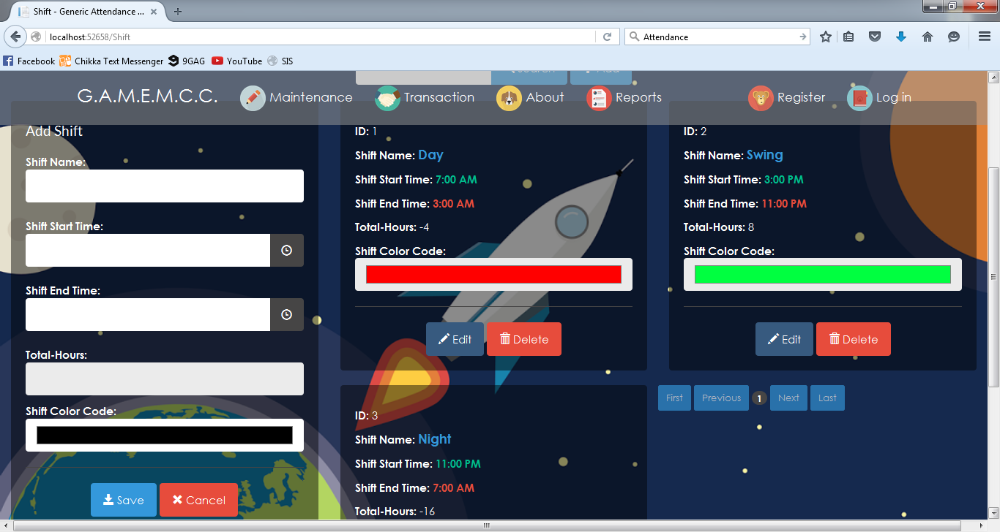 Shift - Generic Attendance ...
localhost:52658/Shift
Attendance
Facebook
Chikka Text Messenger
9GAG
YouTube
SIS
Search
Add
G.A.M.E.M.C.C.
Maintenance
Transaction
About
Reports
Register
Log in
Add Shift
Shift Name:
Shift Start Time:
Shift End Time:
Total-Hours:
Shift Color Code:
Save
Cancel
ID: 1
Shift Name: Day
Shift Start Time: 7:00 AM
Shift End Time: 3:00 AM
Total-Hours: -4
Shift Color Code:
Edit
Delete
ID: 2
Shift Name: Swing
Shift Start Time: 3:00 PM
Shift End Time: 11:00 PM
Total-Hours: 8
Shift Color Code:
Edit
Delete
ID: 3
Shift Name: Night
Shift Start Time: 11:00 PM
Shift End Time: 7:00 AM
Total-Hours: -16
First
Previous
1
Next
Last